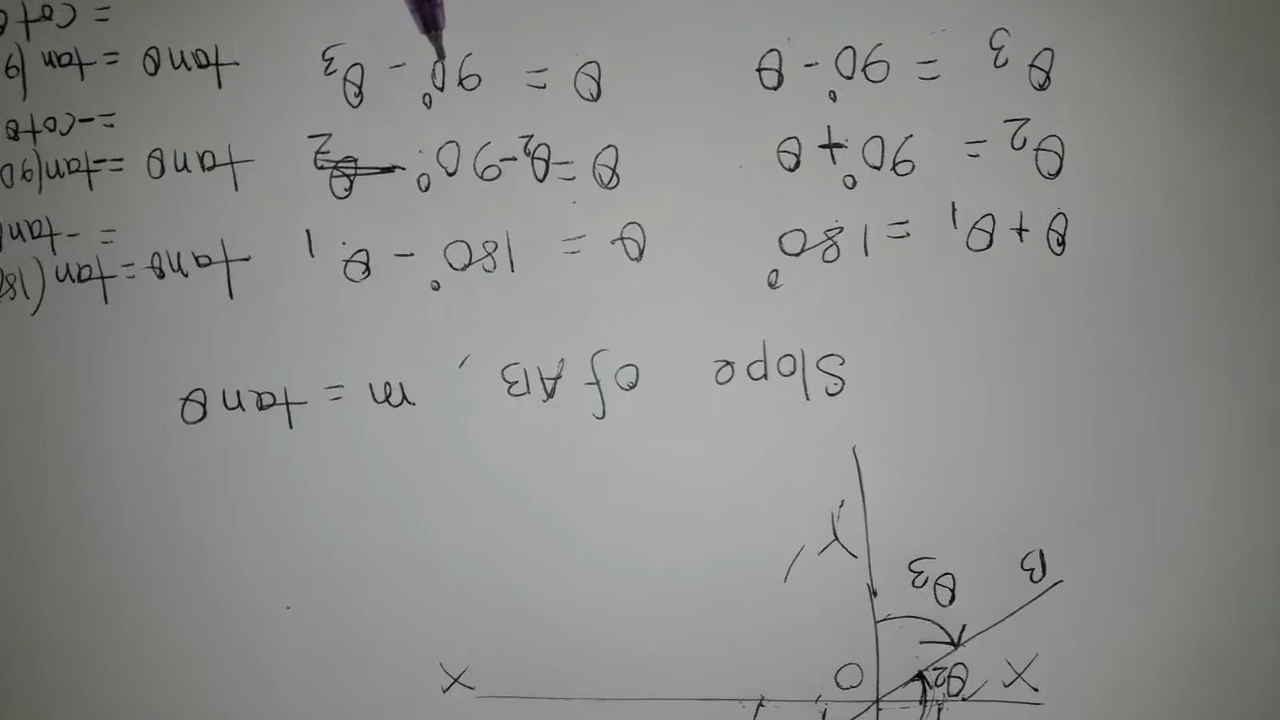 X θ₂ O X
B θ₃ Y'
Slope of AB, m = tanθ
θ + θ₁ = 180° θ = 180° - θ₁ tanθ = tan(18
= -tan
θ₂ = 90° + θ θ = θ₂ - 90° tanθ = -tan(90
= -cotθ
θ₃ = 90° - θ θ = 90° - θ₃ tanθ = tan(9
= cotθ